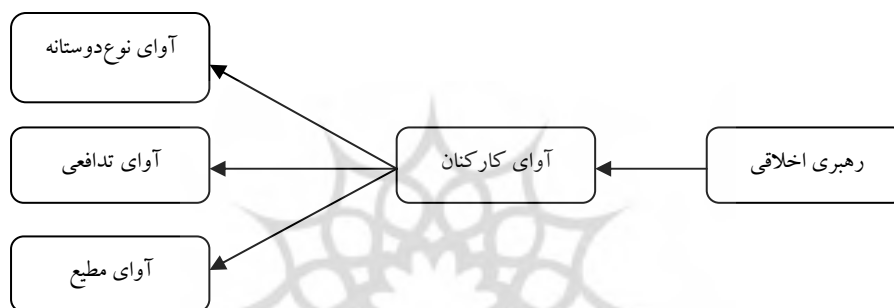 آوای نوع‌دوستانه
رهبری اخلاقی
آوای کارکنان
آوای تدافعی
آوای مطیع